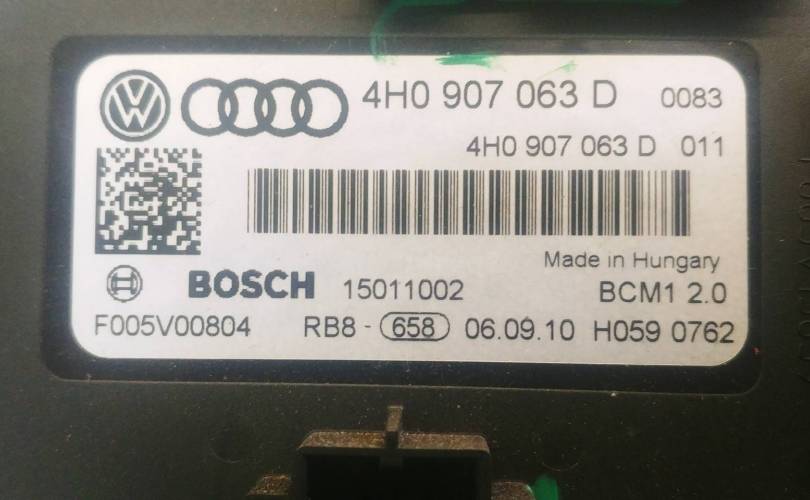 4H0 907 063 D 0083
4H0 907 063 D 011
Made in Hungary
BOSCH 15011002 BCM1 2.0
F005V00804 RB8 - 658 06.09.10 H059 0762